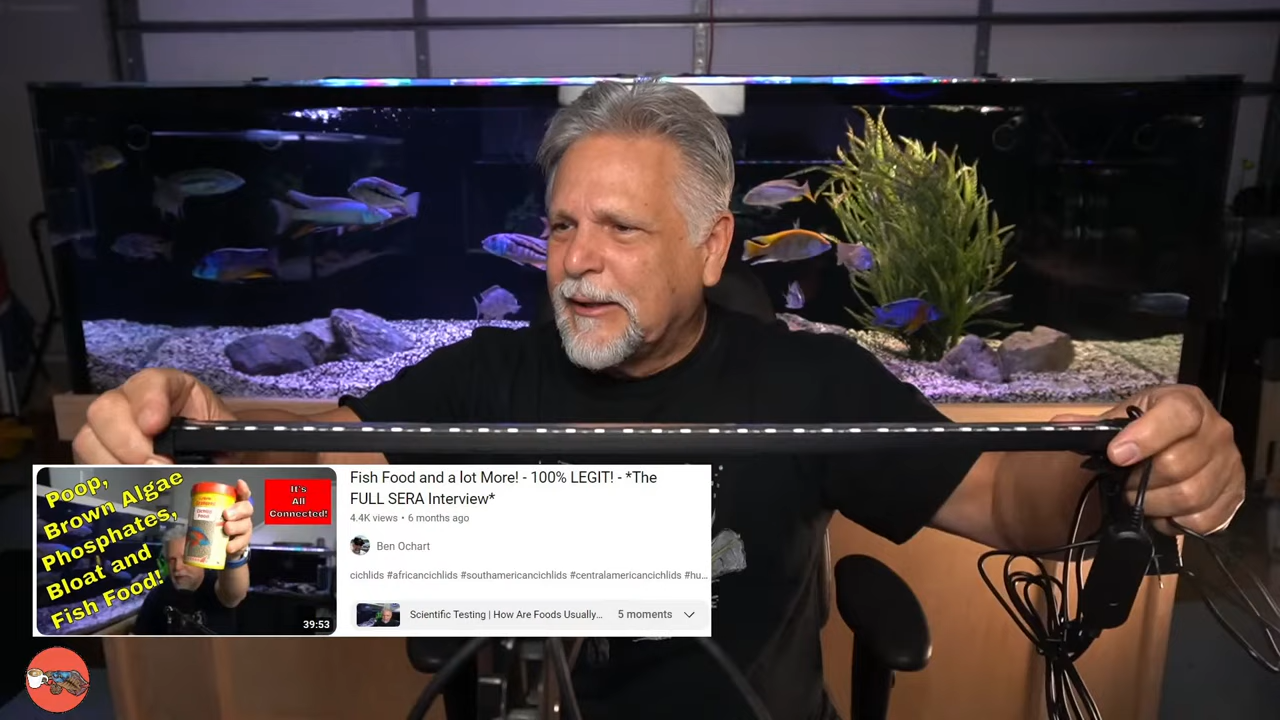 Poop,
Brown Algae
Phosphates,
Bloat and
Fish Food!
It's
All
Connected!
39:53
Fish Food and a lot More! - 100% LEGIT! - *The
FULL SERA Interview*
4.4K views • 6 months ago
Ben Ochart
cichlids #africancichlids #southamericancichlids #centralamericancichlids #hu...
Scientific Testing | How Are Foods Usually...
5 moments